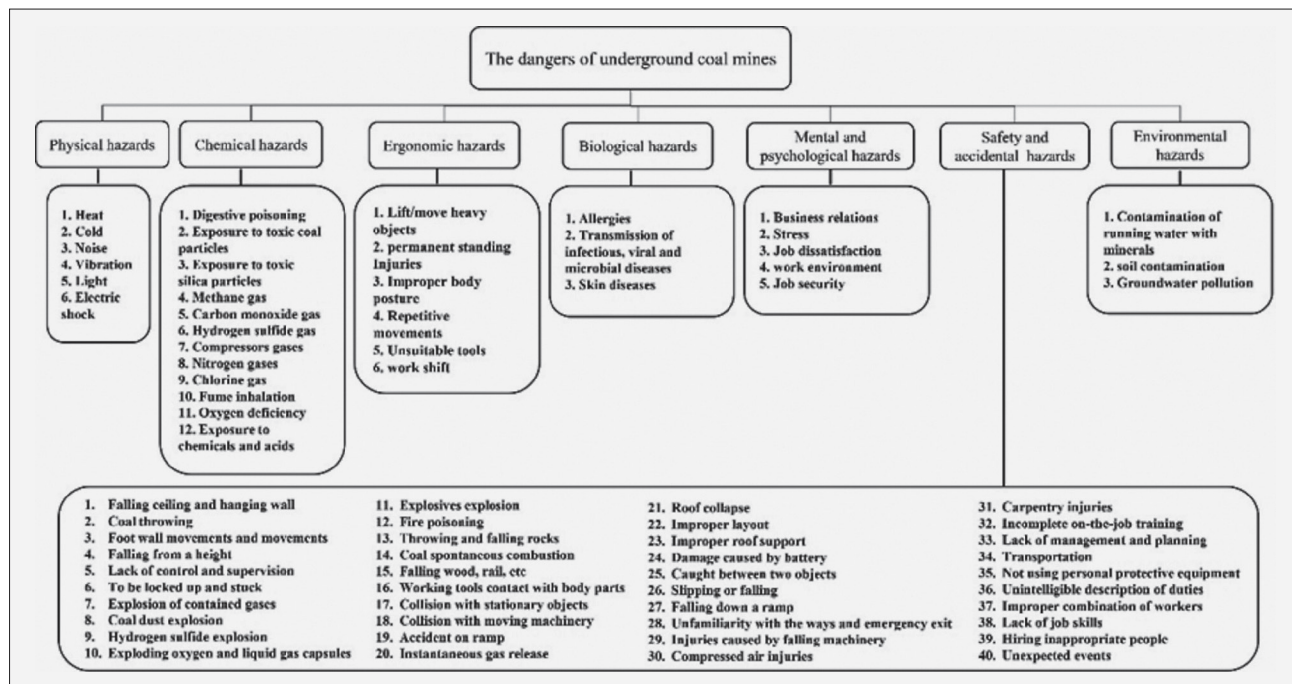 The dangers of underground coal mines
Physical hazards
Chemical hazards
Ergonomic hazards
Biological hazards
Mental and
psychological hazards
Safety and
accidental hazards
Environmental
hazards
1. Heat
2. Cold
3. Noise
4. Vibration
5. Light
6. Electric
shock
1. Digestive poisoning
2. Exposure to toxic coal
particles
3. Exposure to toxic
silica particles
4. Methane gas
5. Carbon monoxide gas
6. Hydrogen sulfide gas
7. Compressors gases
8. Nitrogen gases
9. Chlorine gas
10. Fume inhalation
11. Oxygen deficiency
12. Exposure to
chemicals and acids
1. Lift/move heavy
objects
2. permanent standing
Injuries
3. Improper body
posture
4. Repetitive
movements
5. Unsuitable tools
6. work shift
1. Allergies
2. Transmission of
infectious, viral and
microbial diseases
3. Skin diseases
1. Business relations
2. Stress
3. Job dissatisfaction
4. work environment
5. Job security
1. Contamination of
running water with
minerals
2. soil contamination
3. Groundwater pollution
1. Falling ceiling and hanging wall
2. Coal throwing
3. Foot wall movements and movements
4. Falling from a height
5. Lack of control and supervision
6. To be locked up and stuck
7. Explosion of contained gases
8. Coal dust explosion
9. Hydrogen sulfide explosion
10. Exploding oxygen and liquid gas capsules
11. Explosives explosion
12. Fire poisoning
13. Throwing and falling rocks
14. Coal spontaneous combustion
15. Falling wood, rail, etc
16. Working tools contact with body parts
17. Collision with stationary objects
18. Collision with moving machinery
19. Accident on ramp
20. Instantaneous gas release
21. Roof collapse
22. Improper layout
23. Improper roof support
24. Damage caused by battery
25. Caught between two objects
26. Slipping or falling
27. Falling down a ramp
28. Unfamiliarity with the ways and emergency exit
29. Injuries caused by falling machinery
30. Compressed air injuries
31. Carpentry injuries
32. Incomplete on-the-job training
33. Lack of management and planning
34. Transportation
35. Not using personal protective equipment
36. Unintelligible description of duties
37. Improper combination of workers
38. Lack of job skills
39. Hiring inappropriate people
40. Unexpected events